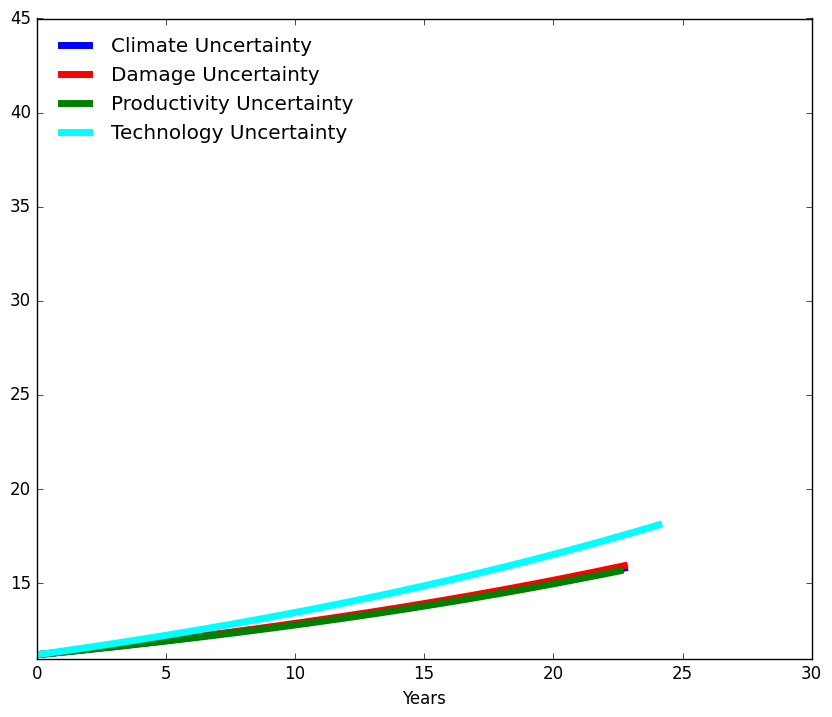 45
40
35
30
25
20
15
Climate Uncertainty
Damage Uncertainty
Productivity Uncertainty
Technology Uncertainty
0 5 10 15 20 25 30
Years